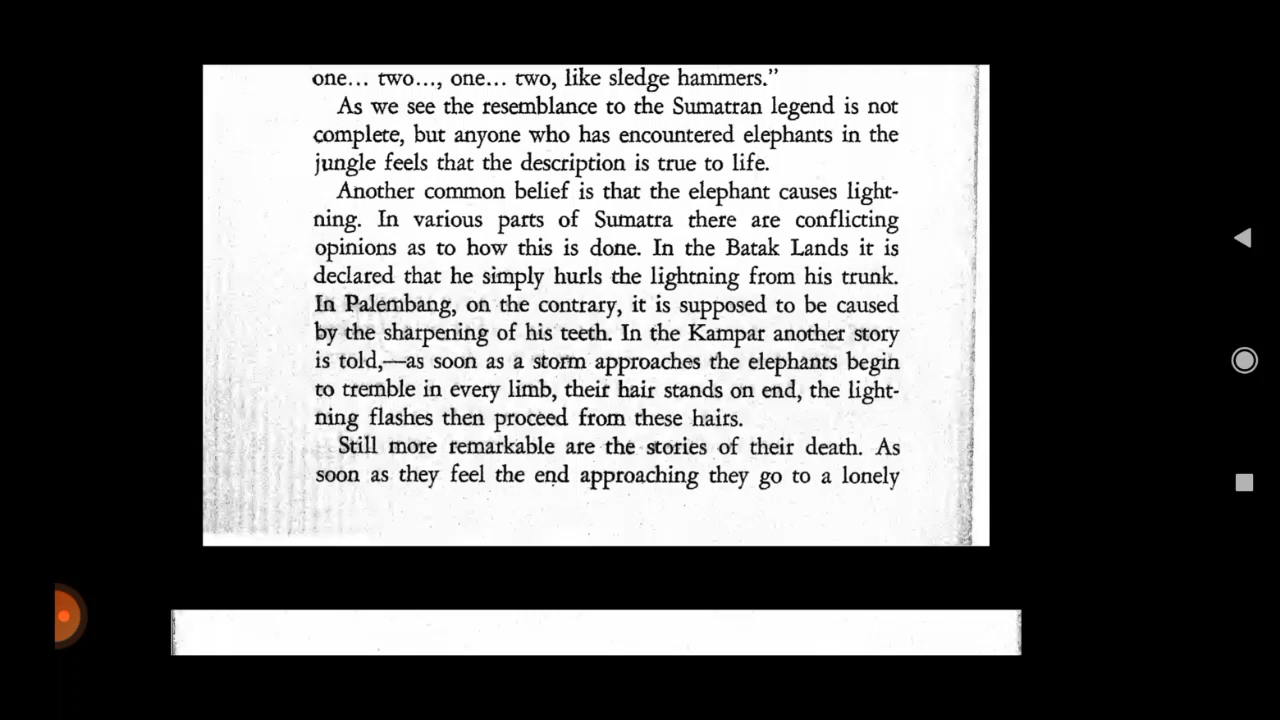 one... two..., one... two, like sledge hammers.”
As we see the resemblance to the Sumatran legend is not
complete, but anyone who has encountered elephants in the
jungle feels that the description is true to life.
Another common belief is that the elephant causes light-
ning. In various parts of Sumatra there are conflicting
opinions as to how this is done. In the Batak Lands it is
declared that he simply hurls the lightning from his trunk.
In Palembang, on the contrary, it is supposed to be caused
by the sharpening of his teeth. In the Kampar another story
is told,—as soon as a storm approaches the elephants begin
to tremble in every limb, their hair stands on end, the light-
ning flashes then proceed from these hairs.
Still more remarkable are the stories of their death. As
soon as they feel the end approaching they go to a lonely